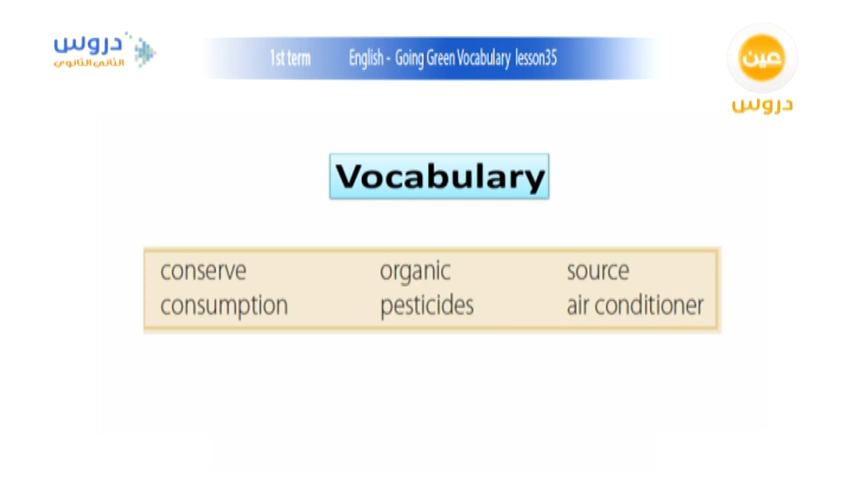 دروس
الثاني الثانوي
1st term English - Going Green Vocabulary lesson35
عين
دروس
Vocabulary
conserve organic source
consumption pesticides air conditioner